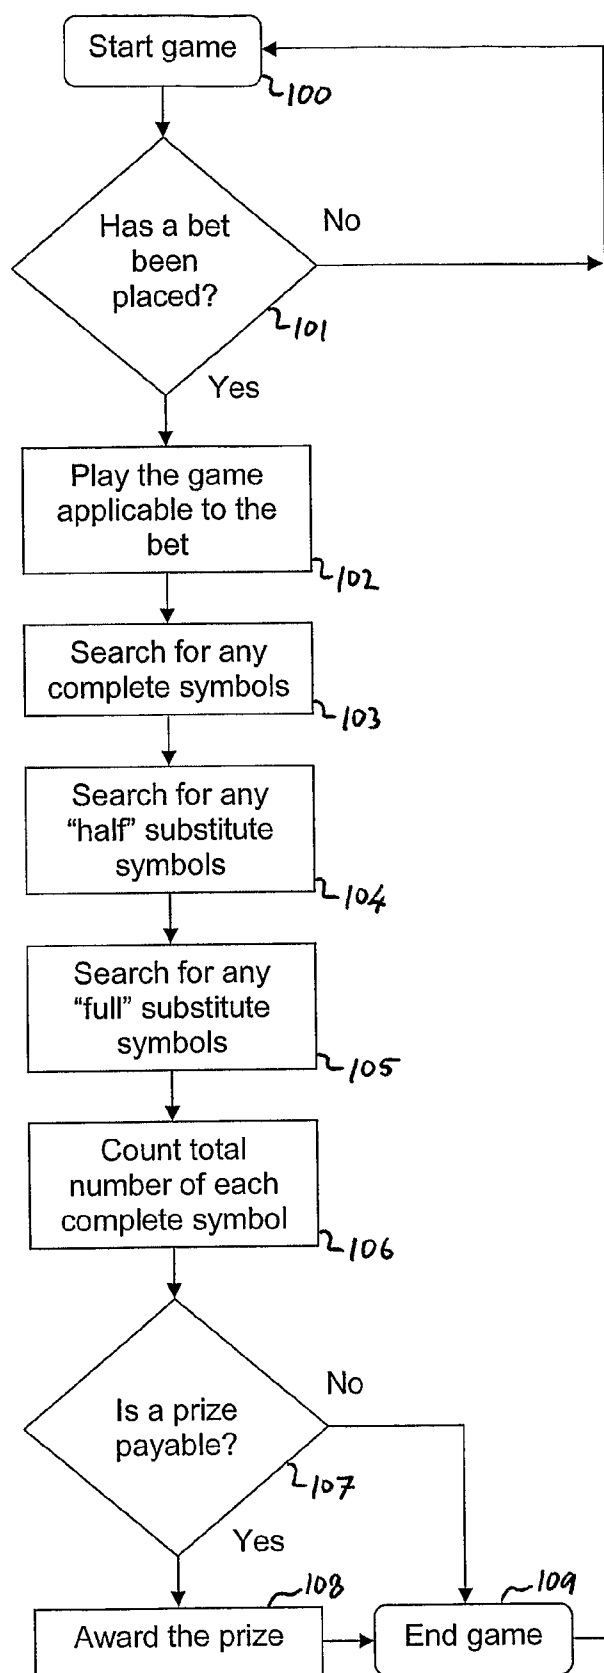 Start game
100
Has a bet
been
placed?
No
101
Yes
Play the game
applicable to the
bet
102
Search for any
complete symbols
103
Search for any
“half” substitute
symbols
104
Search for any
“full” substitute
symbols
105
Count total
number of each
complete symbol
106
Is a prize
payable?
No
107
Yes
108
Award the prize
109
End game